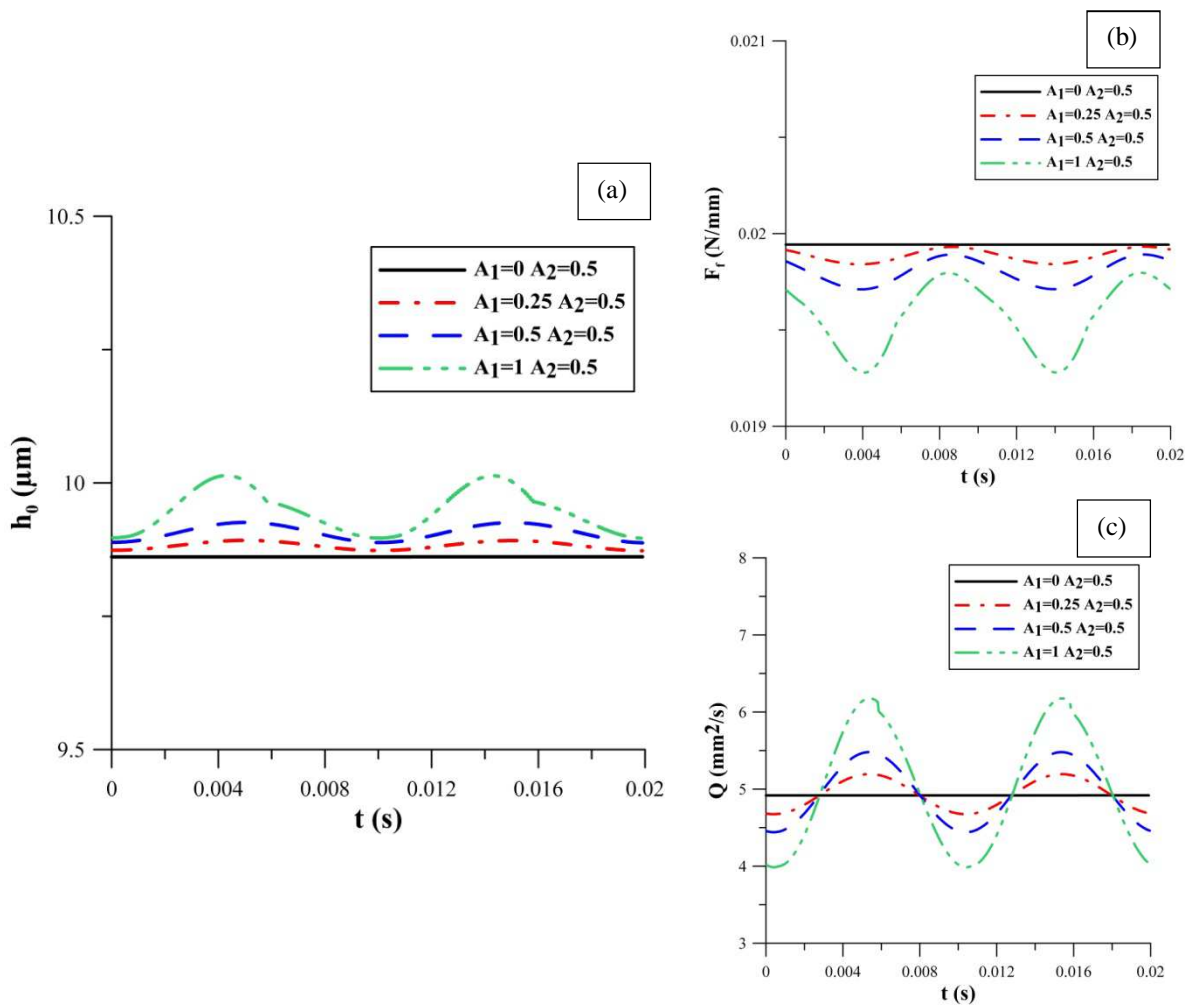 (a)
10.5
10
9.5
h₀ (μm)
A₁=0 A₂=0.5
A₁=0.25 A₂=0.5
A₁=0.5 A₂=0.5
A₁=1 A₂=0.5
0 0.004 0.008 0.012 0.016 0.02
t (s)
(b)
0.021
0.02
0.019
F_f (N/mm)
A₁=0 A₂=0.5
A₁=0.25 A₂=0.5
A₁=0.5 A₂=0.5
A₁=1 A₂=0.5
0 0.004 0.008 0.012 0.016 0.02
t (s)
(c)
8
7
6
5
4
3
Q (mm²/s)
A₁=0 A₂=0.5
A₁=0.25 A₂=0.5
A₁=0.5 A₂=0.5
A₁=1 A₂=0.5
0 0.004 0.008 0.012 0.016 0.02
t (s)